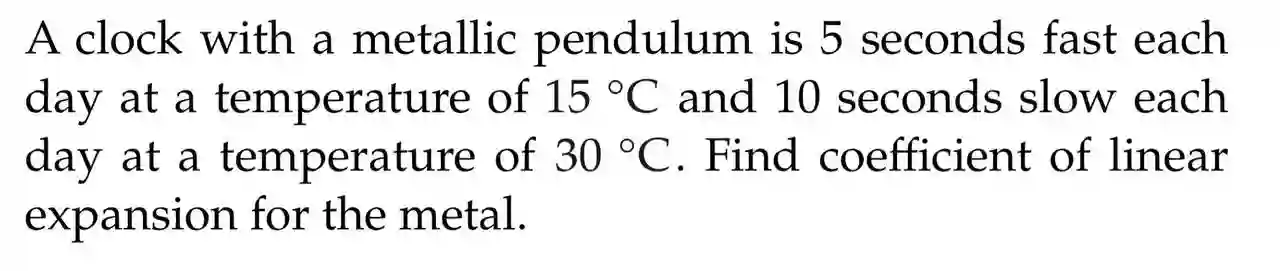 A clock with a metallic pendulum is 5 seconds fast each
day at a temperature of 15 °C and 10 seconds slow each
day at a temperature of 30 °C. Find coefficient of linear
expansion for the metal.